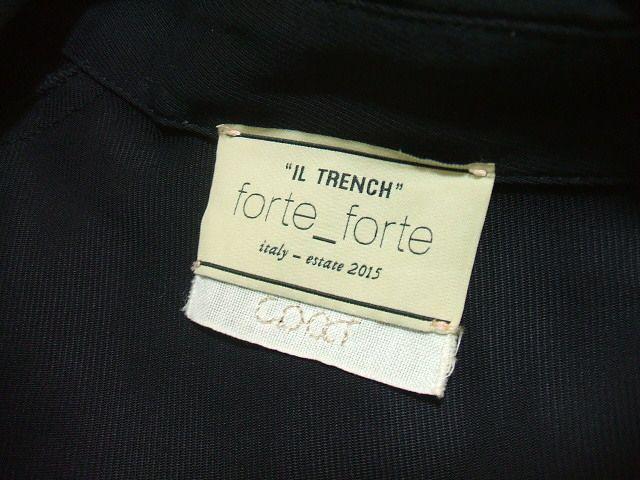 "IL TRENCH"
forte_forte
italy - estate 2015